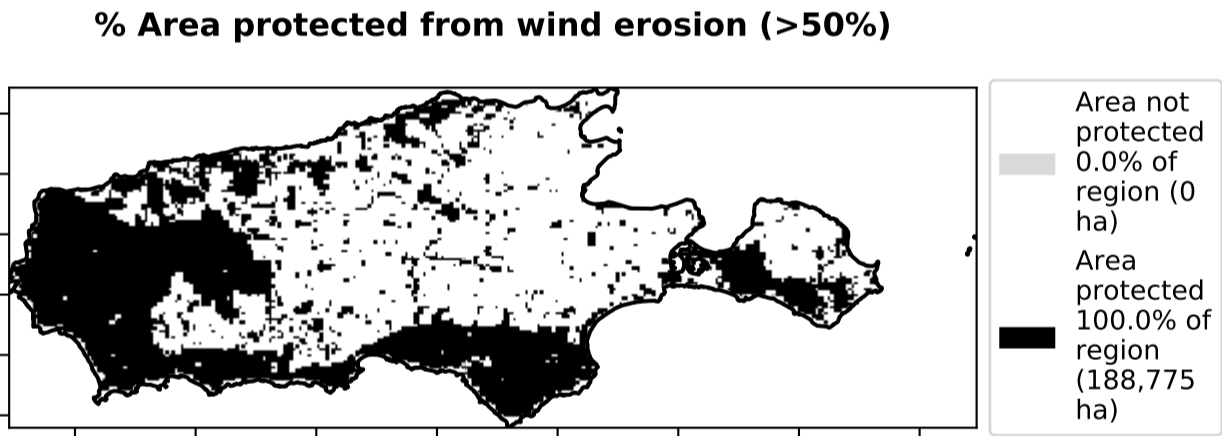 % Area protected from wind erosion (>50%)
Area not
protected
0.0% of
region (0
ha)
Area
protected
100.0% of
region
(188,775
ha)